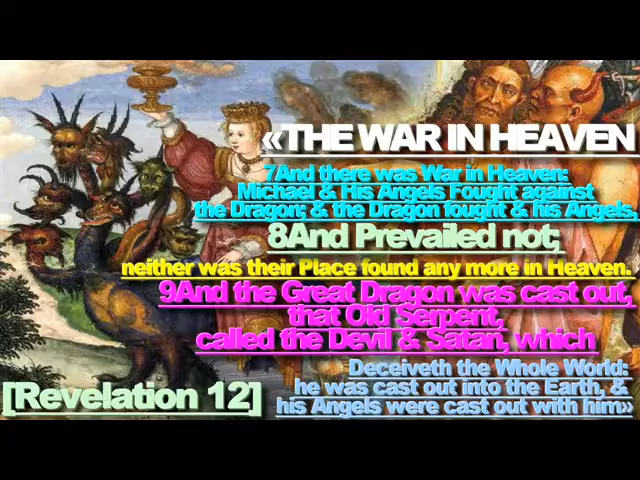 «THE WAR IN HEAVEN
7And there was War in Heaven:
Michael & His Angels Fought against
the Dragon; & the Dragon fought & his Angels,
8And Prevailed not;
neither was their Place found any more in Heaven.
9And the Great Dragon was cast out,
that Old Serpent,
called the Devil & Satan, which
Deceiveth the Whole World:
he was cast out into the Earth, &
his Angels were cast out with him»
[Revelation 12]